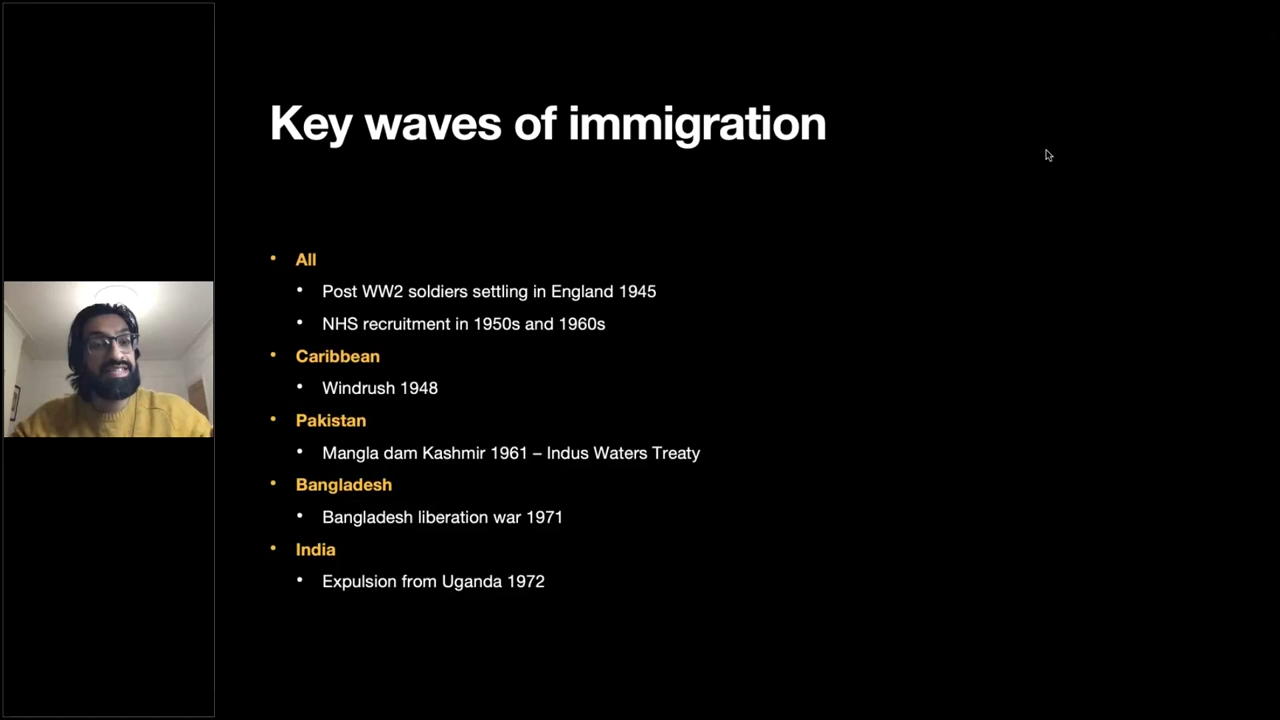 Key waves of immigration
• All
• Post WW2 soldiers settling in England 1945
• NHS recruitment in 1950s and 1960s
• Caribbean
• Windrush 1948
• Pakistan
• Mangla dam Kashmir 1961 – Indus Waters Treaty
• Bangladesh
• Bangladesh liberation war 1971
• India
• Expulsion from Uganda 1972